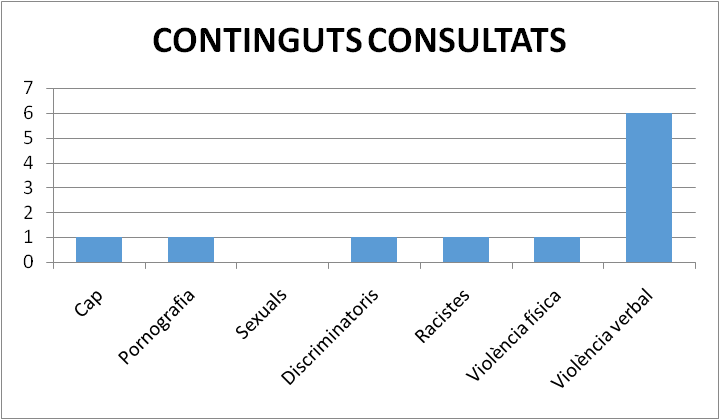 CONTINGUTS CONSULTATS
7
6
5
4
3
2
1
0
Cap
Pornografia
Sexuals
Discriminatoris
Racistes
Violència física
Violència verbal